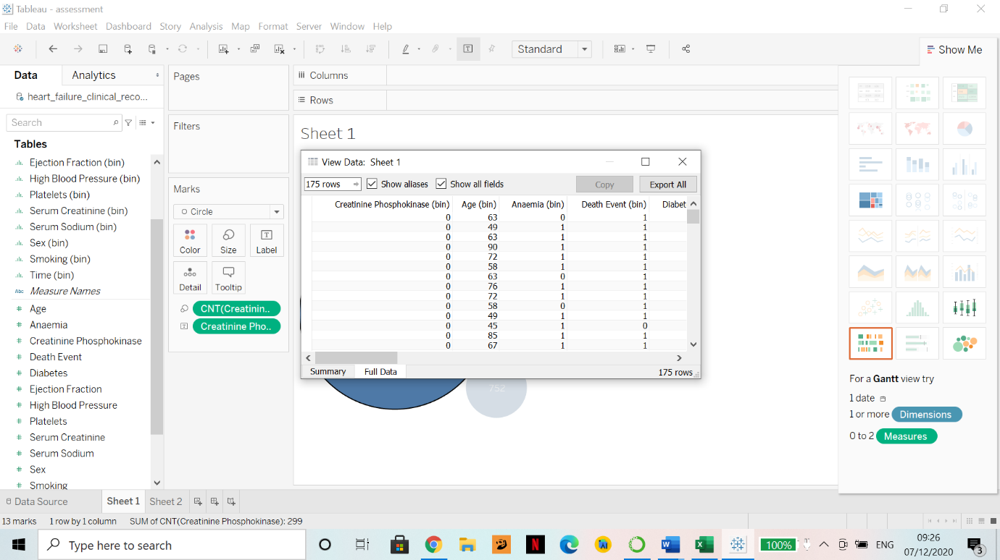 Tableau - assessment
File Data Worksheet Dashboard Story Analysis Map Format Server Window Help
Standard
Show Me
Data Analytics
heart_failure_clinical_reco...
Search
Tables
Ejection Fraction (bin)
High Blood Pressure (bin)
Platelets (bin)
Serum Creatinine (bin)
Serum Sodium (bin)
Sex (bin)
Smoking (bin)
Time (bin)
Abc Measure Names
# Age
# Anaemia
# Creatinine Phosphokinase
# Death Event
# Diabetes
# Ejection Fraction
# High Blood Pressure
# Platelets
# Serum Creatinine
# Serum Sodium
# Sex
# Smoking
Pages
Filters
Marks
Circle
Color Size Label
Detail Tooltip
CNT(Creatinin..
Creatinine Pho..
Columns
Rows
Sheet 1
View Data: Sheet 1
175 rows Show aliases Show all fields Copy Export All
Creatinine Phosphokinase (bin) Age (bin) Anaemia (bin) Death Event (bin) Diabet
0 63 0 1
0 49 1 1
0 63 1 1
0 90 1 1
0 72 1 1
0 58 1 1
0 63 0 1
0 76 1 1
0 72 1 1
0 58 0 1
0 49 1 1
0 45 1 0
0 85 1 1
0 67 1 1
Summary Full Data 175 rows
752
For a Gantt view try
1 date
1 or more Dimensions
0 to 2 Measures
Data Source Sheet 1 Sheet 2
13 marks 1 row by 1 column SUM of CNT(Creatinine Phosphokinase): 299
Type here to search
100%
ENG
09:26
07/12/2020
3